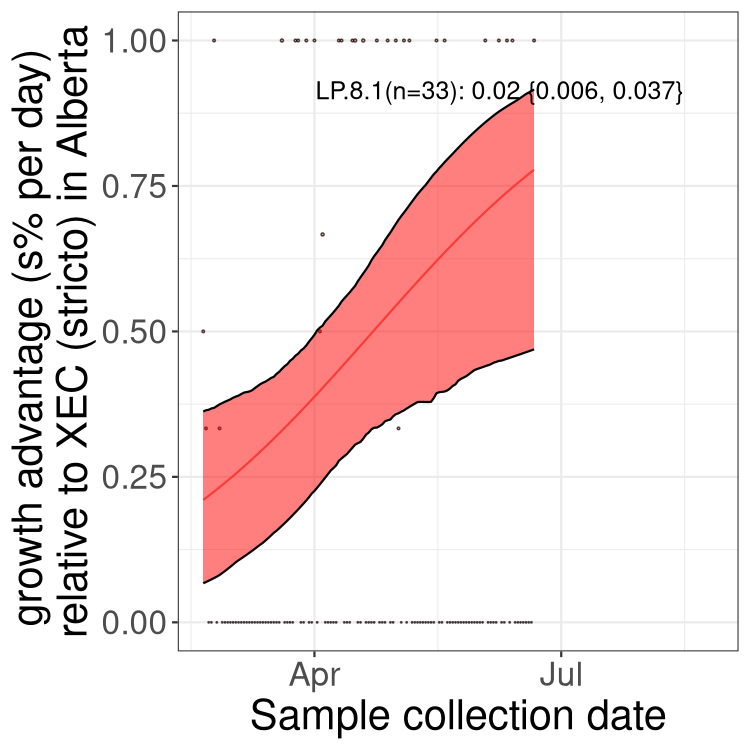 growth advantage (s% per day)
relative to XEC (stricto) in Alberta
1.00
0.75
0.50
0.25
0.00
LP.8.1(n=33): 0.02 {0.006, 0.037}
Apr
Jul
Sample collection date